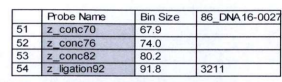 Probe Name Bin Size 86_DNA16-0027
51 z_conc70 67.9
52 z_conc76 74.0
53 z_conc82 80.2
54 z_ligation92 91.8 3211